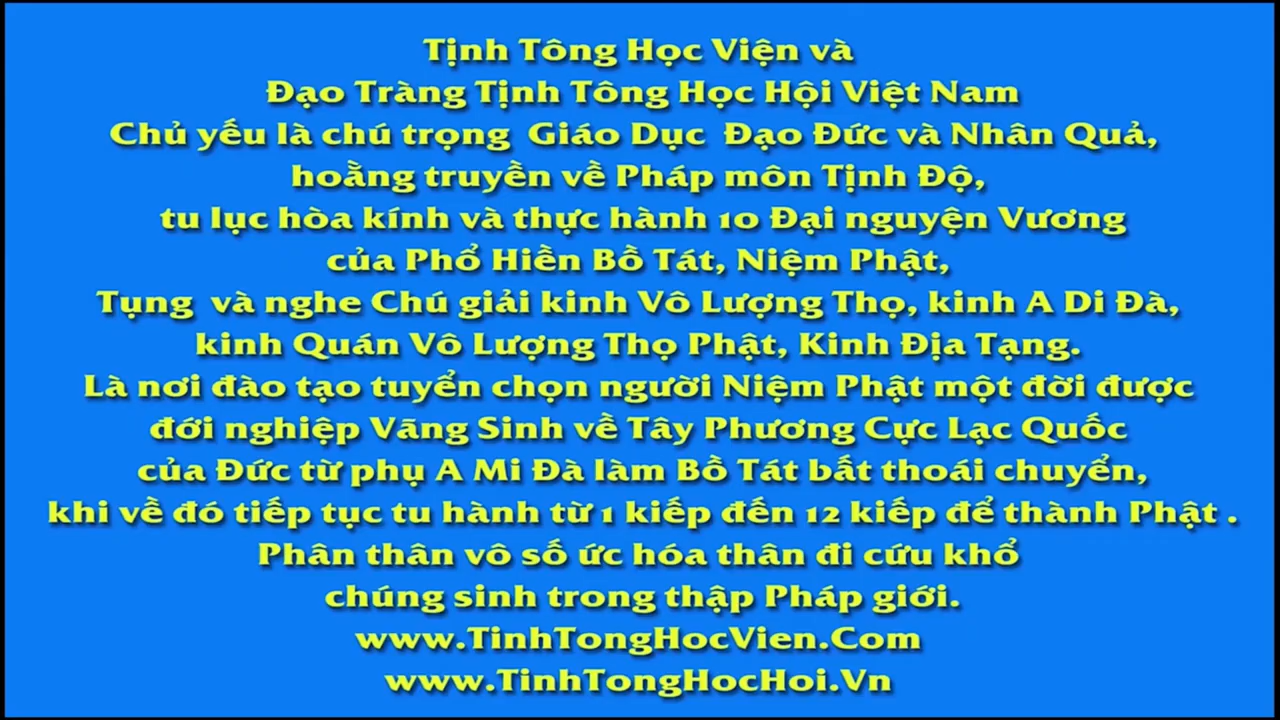 Tịnh Tông Học Viện và
Đạo Tràng Tịnh Tông Học Hội Việt Nam
Chủ yếu là chú trọng Giáo Dục Đạo Đức và Nhân Quả,
hoằng truyền về Pháp môn Tịnh Độ,
tu lục hòa kính và thực hành 10 Đại nguyện Vương
của Phổ Hiền Bồ Tát, Niệm Phật,
Tụng và nghe Chú giải kinh Vô Lượng Thọ, kinh A Di Đà,
kinh Quán Vô Lượng Thọ Phật, Kinh Địa Tạng.
Là nơi đào tạo tuyển chọn người Niệm Phật một đời được
đới nghiệp Vãng Sinh về Tây Phương Cực Lạc Quốc
của Đức từ phụ A Mi Đà làm Bồ Tát bất thoái chuyển,
khi về đó tiếp tục tu hành từ 1 kiếp đến 12 kiếp để thành Phật .
Phân thân vô số ức hóa thân đi cứu khổ
chúng sinh trong thập Pháp giới.
www.TinhTongHocVien.Com
www.TinhTongHocHoi.Vn